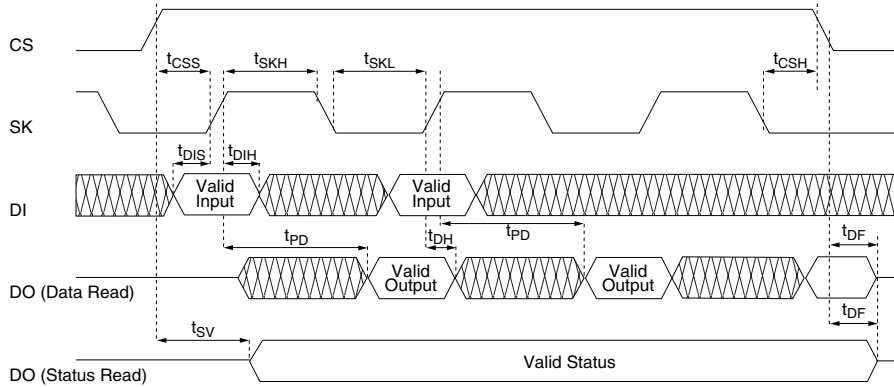 CS
tCSS
tSKH
tSKL
tCSH
SK
tDIS
tDIH
Valid
Input
Valid
Input
DI
tPD
tDH
tPD
tDF
Valid
Output
Valid
Output
DO (Data Read)
tSV
tDF
Valid Status
DO (Status Read)